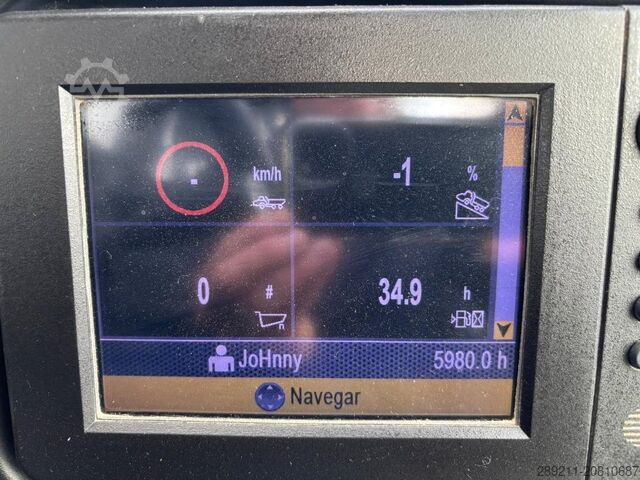 - km/h
-1 %
0 #
34.9 h
JoHnny 5980.0 h
Navegar
289211-20810687